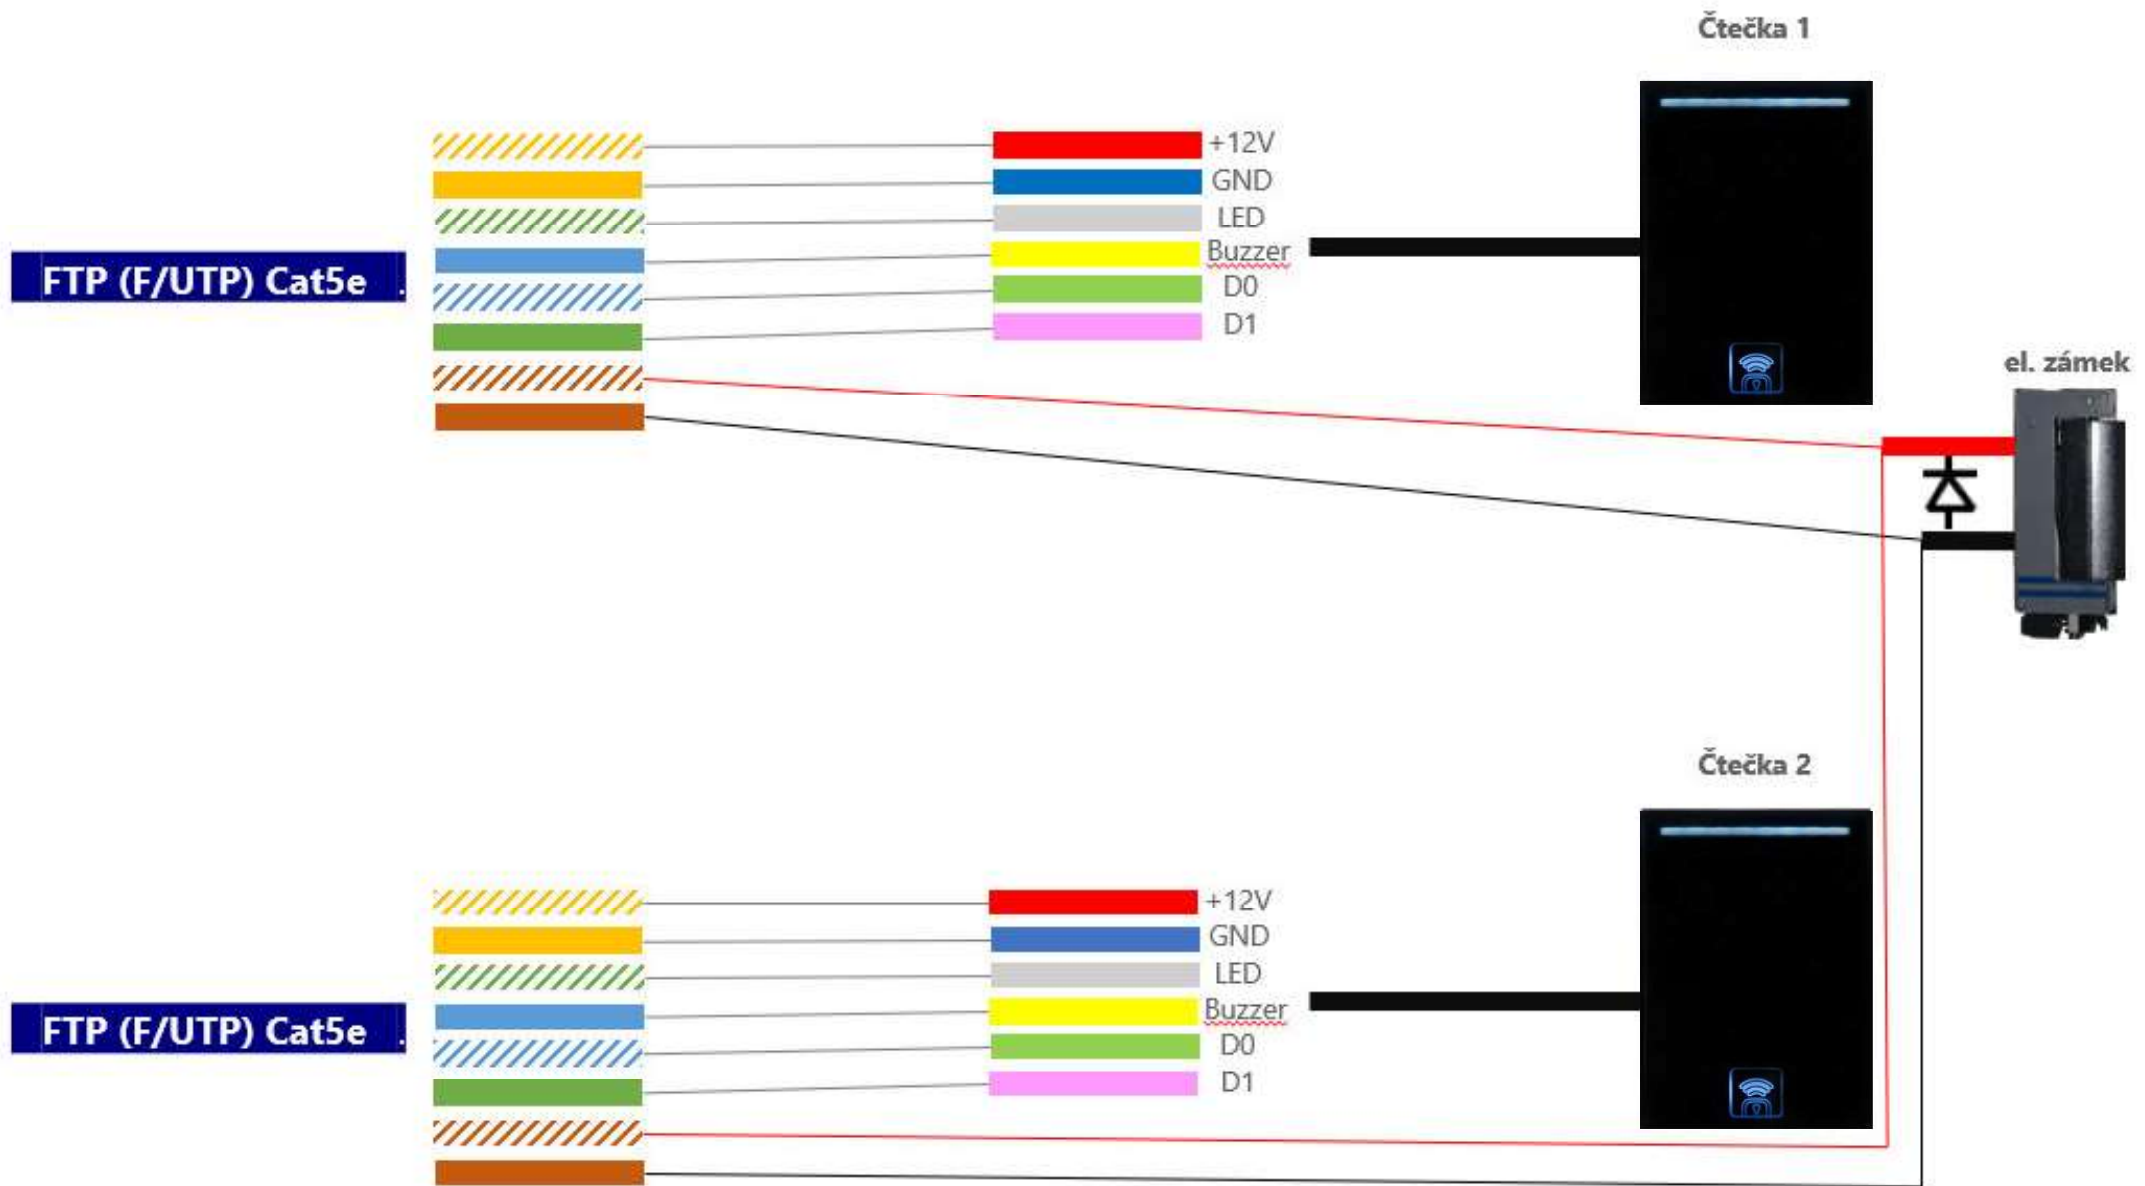 Čtečka 1
+12V
GND
LED
Buzzer
D0
D1
FTP (F/UTP) Cat5e .
el. zámek
Čtečka 2
+12V
GND
LED
Buzzer
D0
D1
FTP (F/UTP) Cat5e .